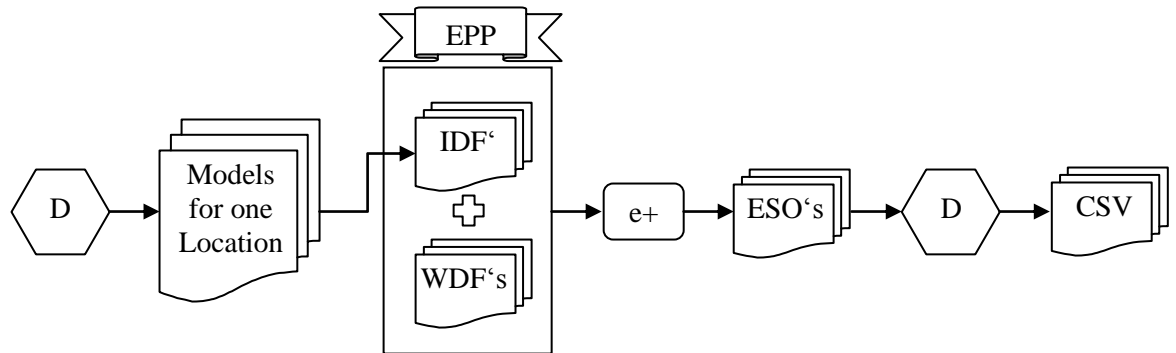 EPP
D
Models
for one
Location
IDF‘
WDF‘s
e+
ESO‘s
D
CSV